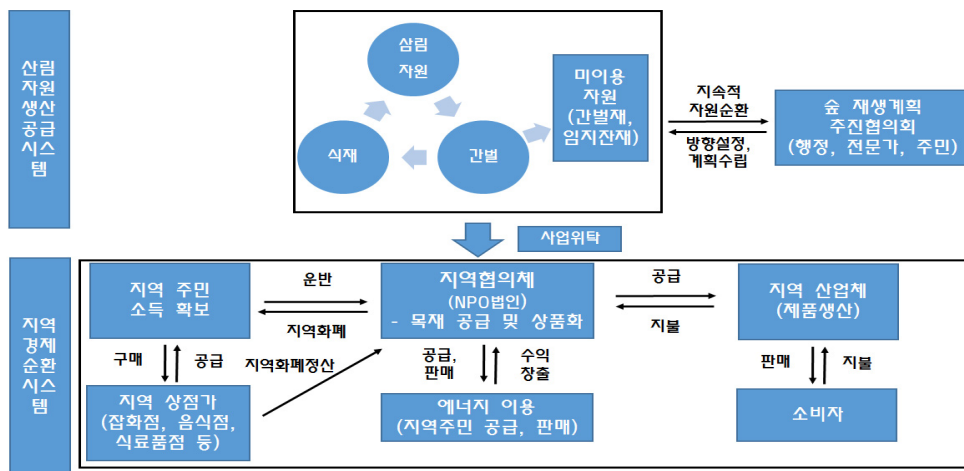 산림
자원
생산
공급
시스
템
삼림
자원
식재
간벌
미이용
자원
(간벌재,
임지잔재)
지속적
자원순환
방향설정,
계획수립
숲 재생계획
추진협의회
(행정, 전문가, 주민)
사업위탁
지역
경제
순환
시스
템
지역 주민
소득 확보
운반
지역화폐
지역협의체
(NPO법인)
- 목재 공급 및 상품화
공급
지불
지역 산업체
(제품생산)
구매
공급
지역화폐정산
공급,
판매
수익
창출
판매
지불
지역 상점가
(잡화점, 음식점,
식료품점 등)
에너지 이용
(지역주민 공급, 판매)
소비자